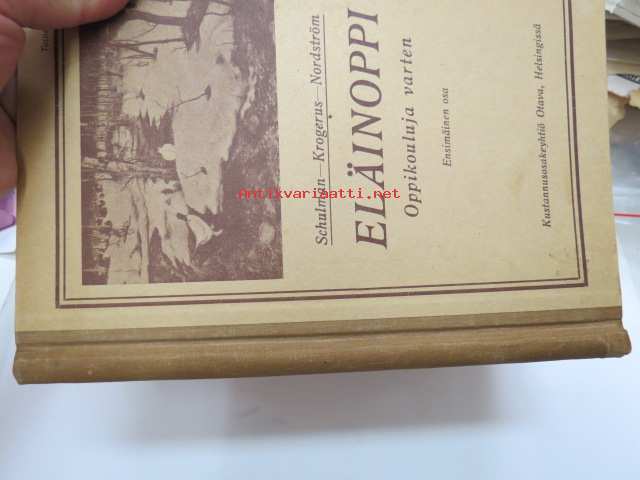 Schulman—Krogerus—Nordström
ELÄINOPPI
Oppikouluja varten
Ensimäinen osa
Kustannusosakeyhtiö Otava, Helsingissä
Antikvariaatti.net